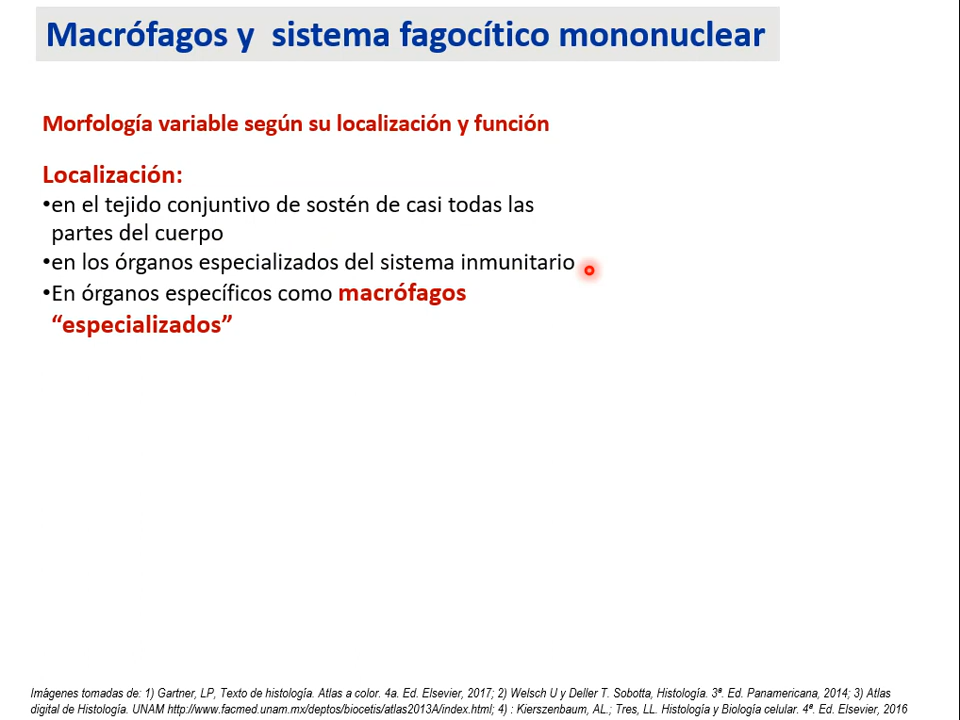 Macrófagos y sistema fagocítico mononuclear
Morfología variable según su localización y función
Localización:
•en el tejido conjuntivo de sostén de casi todas las
partes del cuerpo
•en los órganos especializados del sistema inmunitario
•En órganos específicos como macrófagos
“especializados”
Imágenes tomadas de: 1) Gartner, LP, Texto de histología. Atlas a color. 4a. Ed. Elsevier, 2017; 2) Welsch U y Deller T. Sobotta, Histología. 3ª. Ed. Panamericana, 2014; 3) Atlas
digital de Histología. UNAM http://www.facmed.unam.mx/deptos/biocetis/atlas2013A/index.html; 4) : Kierszenbaum, AL.; Tres, LL. Histología y Biología celular. 4ª. Ed. Elsevier, 2016